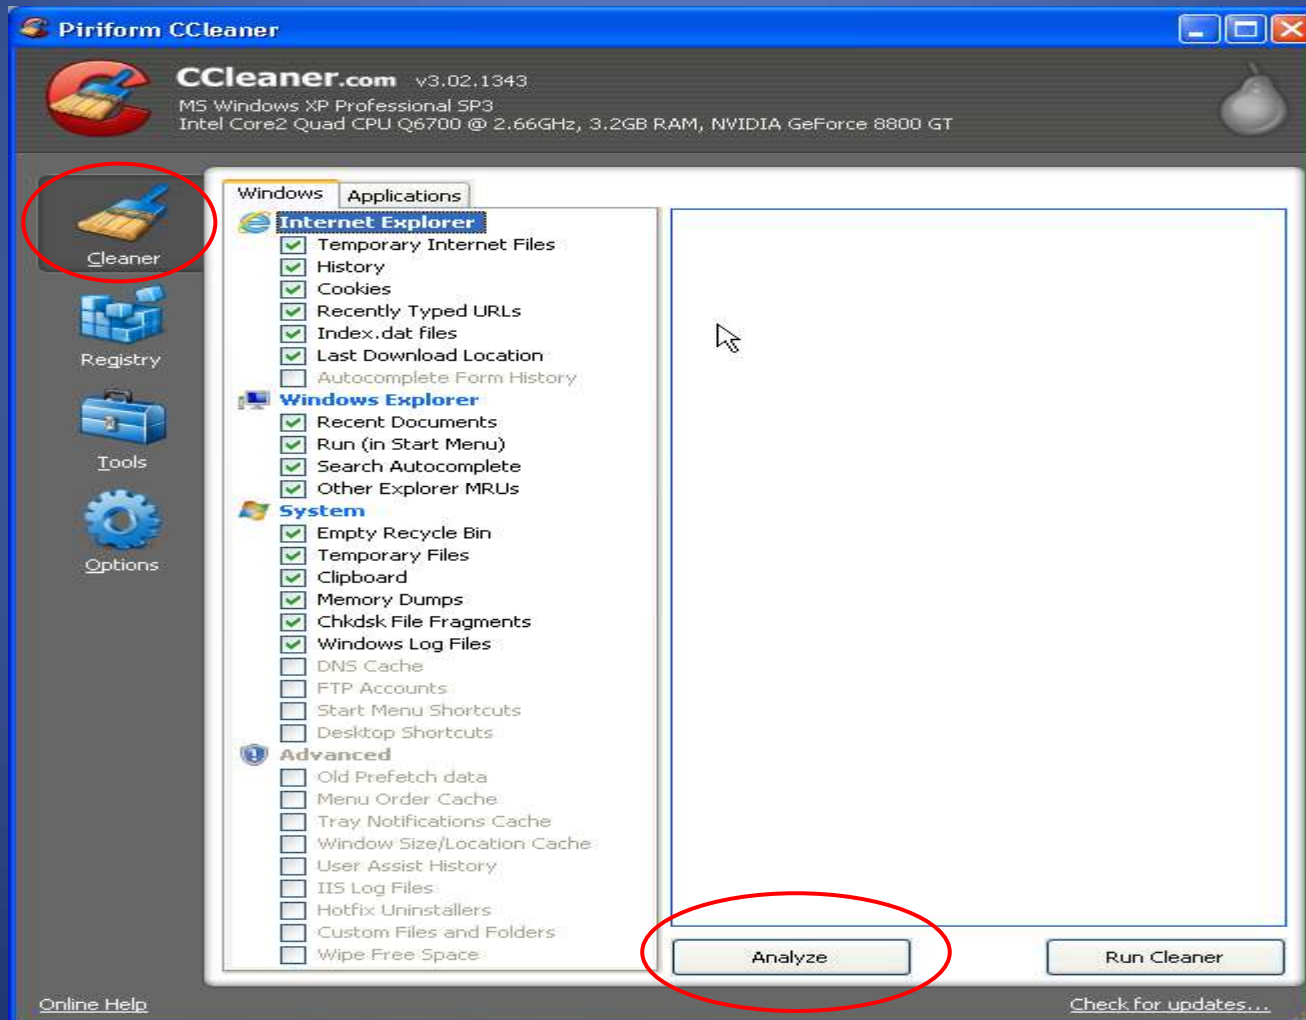 Piriform CCleaner
CCleaner.com v3.02.1343
MS Windows XP Professional SP3
Intel Core2 Quad CPU Q6700 @ 2.66GHz, 3.2GB RAM, NVIDIA GeForce 8800 GT
Cleaner
Registry
Tools
Options
Windows Applications
Internet Explorer
Temporary Internet Files
History
Cookies
Recently Typed URLs
Index.dat files
Last Download Location
Autocomplete Form History
Windows Explorer
Recent Documents
Run (in Start Menu)
Search Autocomplete
Other Explorer MRUs
System
Empty Recycle Bin
Temporary Files
Clipboard
Memory Dumps
Chkdsk File Fragments
Windows Log Files
DNS Cache
FTP Accounts
Start Menu Shortcuts
Desktop Shortcuts
Advanced
Old Prefetch data
Menu Order Cache
Tray Notifications Cache
Window Size/Location Cache
User Assist History
IIS Log Files
Hotfix Uninstallers
Custom Files and Folders
Wipe Free Space
Analyze Run Cleaner
Online Help Check for updates...